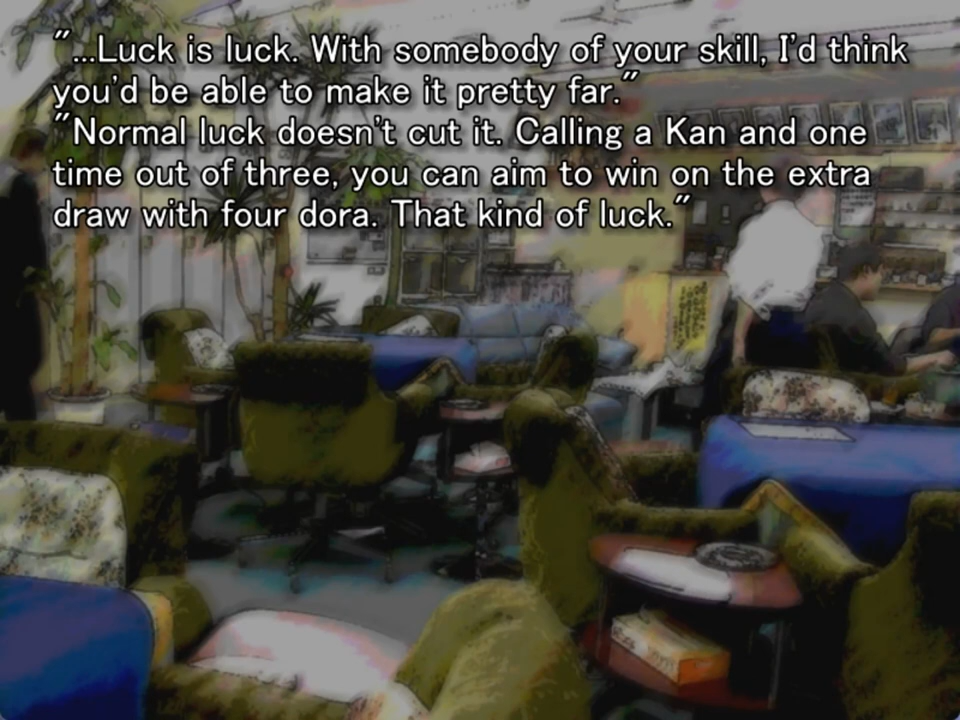 "...Luck is luck. With somebody of your skill, I'd think
you'd be able to make it pretty far."
"Normal luck doesn't cut it. Calling a Kan and one
time out of three, you can aim to win on the extra
draw with four dora. That kind of luck."